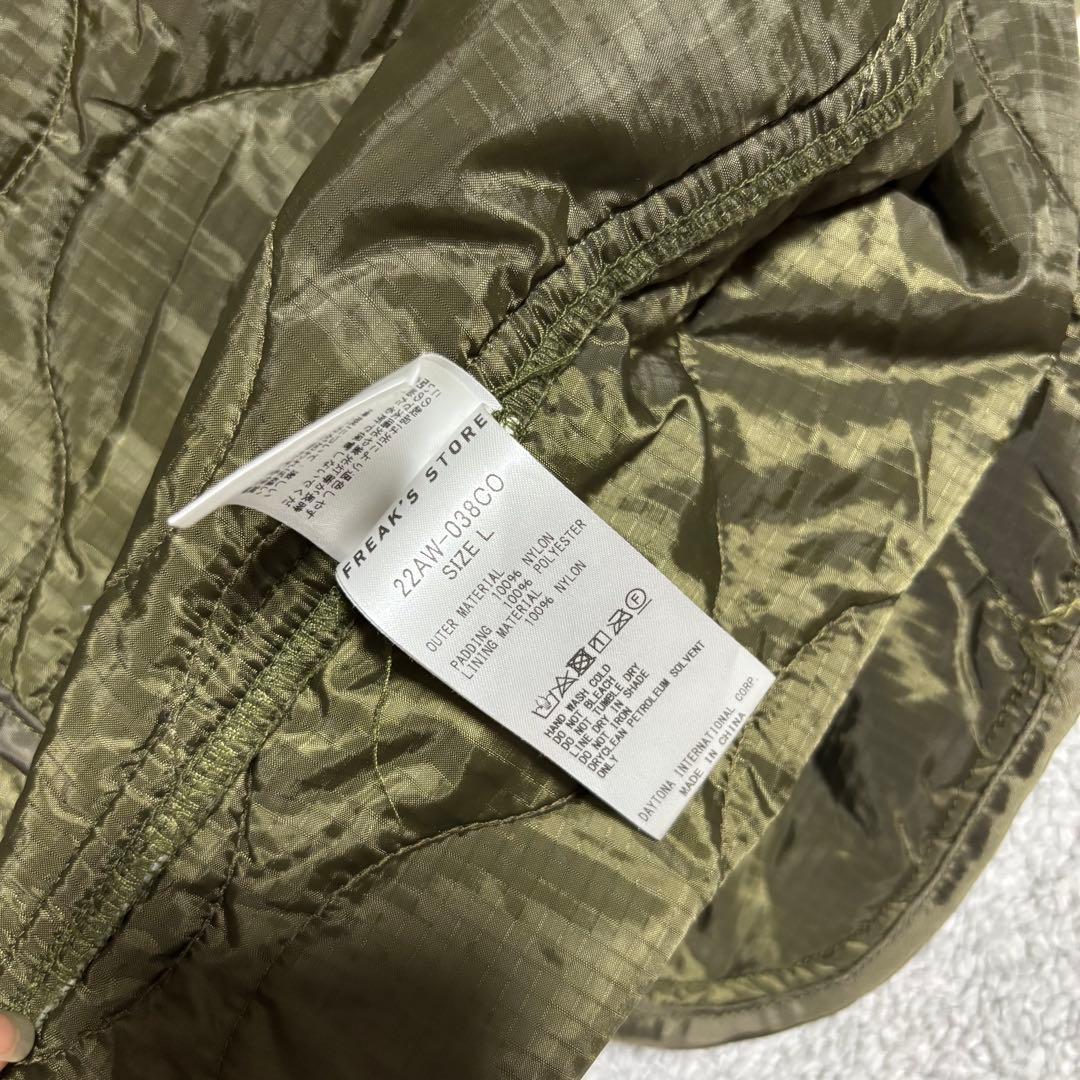 FREAK'S STORE
22AW-038CO
SIZE L
OUTER MATERIAL
100% NYLON
PADDING 100% POLYESTER
LINING MATERIAL
100% NYLON
HAND WASH COLD
DO NOT BLEACH
DO NOT TUMBLE DRY
LINE DRY IN SHADE
DO NOT IRON
DRYCLEAN PETROLEUM SOLVENT
ONLY
DAYTONA INTERNATIONAL CORP.
MADE IN CHINA